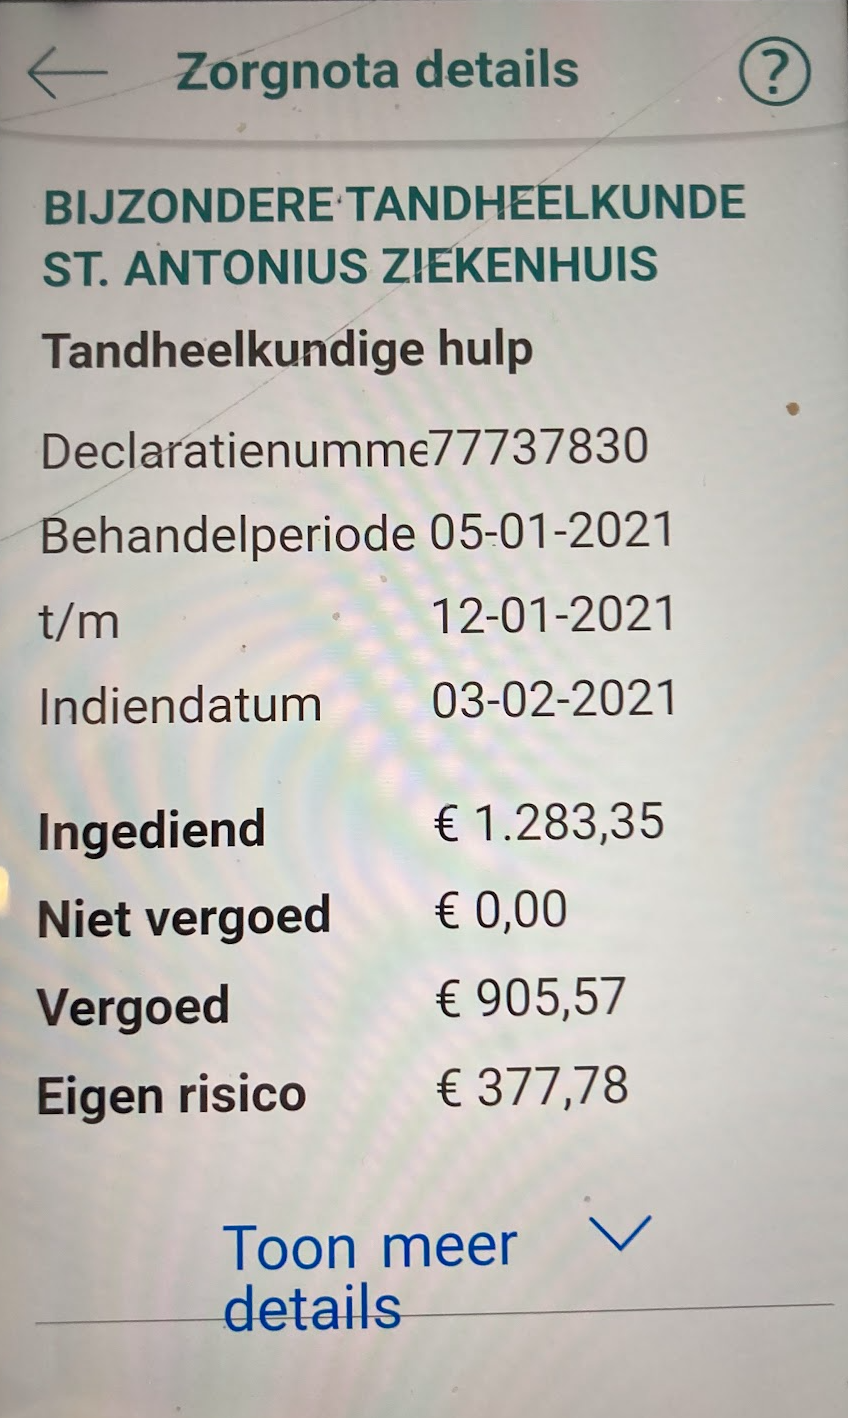 Zorgnota details ?
BIJZONDERE TANDHEELKUNDE
ST. ANTONIUS ZIEKENHUIS
Tandheelkundige hulp
Declaratienumme 77737830
Behandelperiode 05-01-2021
t/m 12-01-2021
Indiendatum 03-02-2021
Ingediend € 1.283,35
Niet vergoed € 0,00
Vergoed € 905,57
Eigen risico € 377,78
Toon meer
details